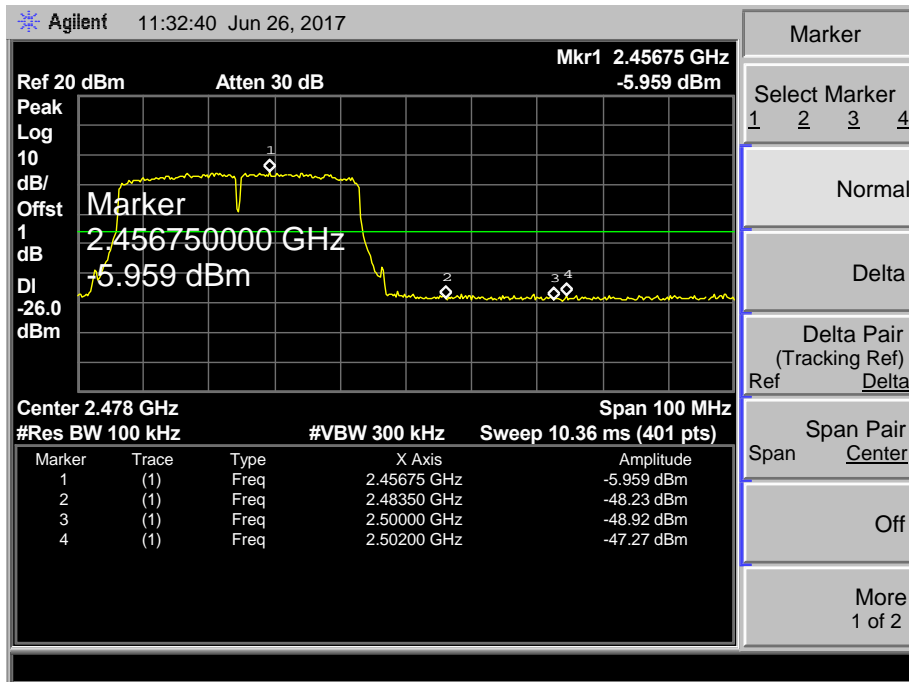 Agilent 11:32:40 Jun 26, 2017
Mkr1 2.45675 GHz
Ref 20 dBm Atten 30 dB -5.959 dBm
Peak
Log
10
dB/
Offst
1
dB
DI
-26.0
dBm
1
2
3
4
Marker
2.456750000 GHz
-5.959 dBm
Center 2.478 GHz Span 100 MHz
#Res BW 100 kHz #VBW 300 kHz Sweep 10.36 ms (401 pts)
Marker Trace Type X Axis Amplitude
1 (1) Freq 2.45675 GHz -5.959 dBm
2 (1) Freq 2.48350 GHz -48.23 dBm
3 (1) Freq 2.50000 GHz -48.92 dBm
4 (1) Freq 2.50200 GHz -47.27 dBm
Marker
Select Marker
1 2 3 4
Normal
Delta
Delta Pair
(Tracking Ref)
Ref Delta
Span Pair
Span Center
Off
More
1 of 2